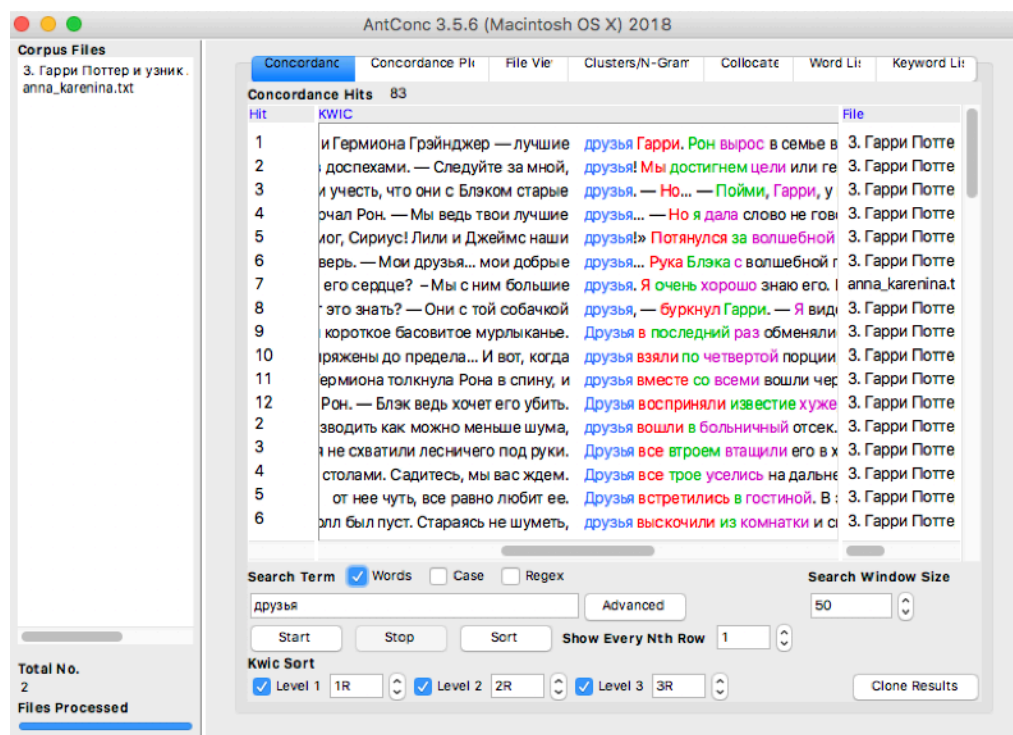 AntConc 3.5.6 (Macintosh OS X) 2018
Corpus Files
3. Гарри Поттер и узник
anna_karenina.txt
Total No.
2
Files Processed
Concordance Plo File View Clusters/N-Gram
Concordance Hits 83
Hit KWIC File
1 и Гермиона Грэйнджер — лучшие друзья Гарри. Рон вырос в семье в 3. Гарри Потте
2 доспехами. — Следуйте за мной, друзья! Мы достигнем цели или ге 3. Гарри Потте
3 и учесть, что они с Блэком старые друзья. — Но... — Пойми, Гарри, у 3. Гарри Потте
4 рчал Рон. — Мы ведь твои лучшие друзья... — Но я дала слово не гов 3. Гарри Потте
5 мог, Сириус! Лили и Джеймс наши друзья!» Потянулся за волшебной 3. Гарри Потте
6 верь. — Мои друзья... мои добрые друзья... Рука Блэка с волшебной 3. Гарри Потте
7 его сердце? – Мы с ним большие друзья. Я очень хорошо знаю его. anna_karenina.t
8 это знать? — Они с той собачкой друзья, — буркнул Гарри. — Я вид 3. Гарри Потте
9 короткое басовитое мурлыканье. Друзья в последний раз обменяли 3. Гарри Потте
10 пряжены до предела... И вот, когда друзья взяли по четвертой порции 3. Гарри Потте
11 ермиона толкнула Рона в спину, и друзья вместе со всеми вошли чер 3. Гарри Потте
12 Рон. — Блэк ведь хочет его убить. Друзья восприняли известие хуже 3. Гарри Потте
2 зводить как можно меньше шума, друзья вошли в больничный отсек. 3. Гарри Потте
3 не схватили лесничего под руки. Друзья все втроем втащили его в х 3. Гарри Потте
4 столами. Садитесь, мы вас ждем. Друзья все трое уселись на дальне 3. Гарри Потте
5 от нее чуть, все равно любит ее. Друзья встретились в гостиной. В 3. Гарри Потте
6 олл был пуст. Стараясь не шуметь, друзья выскочили из комнатки и с 3. Гарри Потте
Search Term Words Case Regex Search Window Size
друзья Advanced 50
Start Stop Sort Show Every Nth Row 1
Kwic Sort
Level 1 1R Level 2 2R Level 3 3R Clone Results